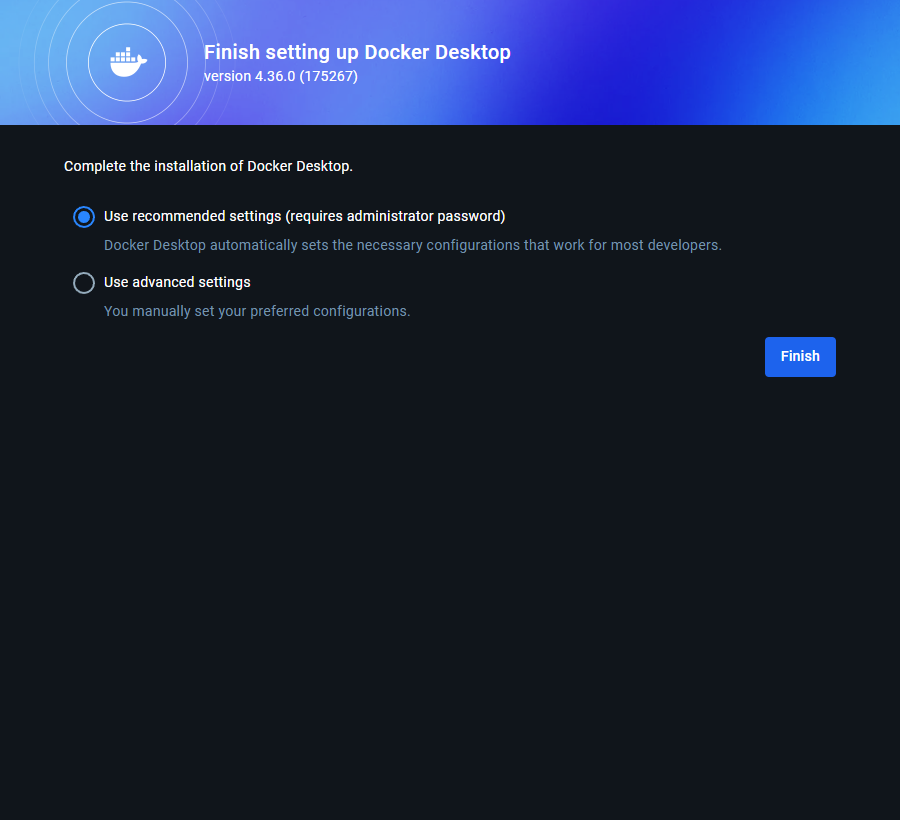 Finish setting up Docker Desktop
version 4.36.0 (175267)
Complete the installation of Docker Desktop.
Use recommended settings (requires administrator password)
Docker Desktop automatically sets the necessary configurations that work for most developers.
Use advanced settings
You manually set your preferred configurations.
Finish